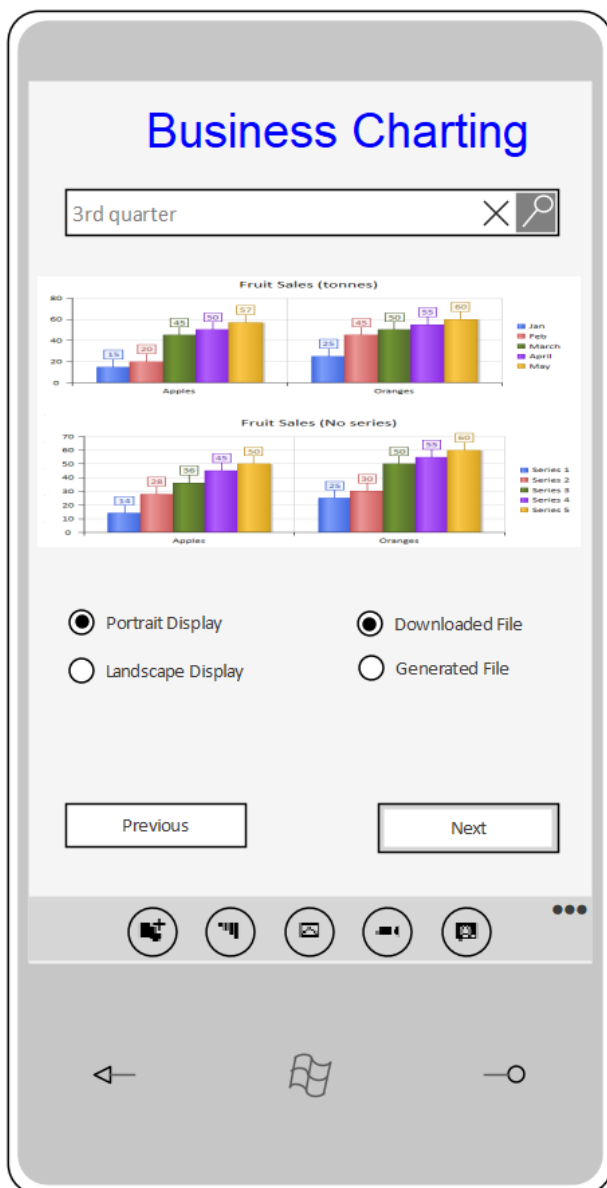 Business Charting
3rd quarter
Fruit Sales (tonnes)
80
60
40
20
0
15
20
45
50
57
25
45
50
55
60
Apples
Oranges
Jan
Feb
March
April
May
Fruit Sales (No series)
70
60
50
40
30
20
10
0
14
28
36
45
50
25
30
50
55
60
Apples
Oranges
Series 1
Series 2
Series 3
Series 4
Series 5
Portrait Display
Downloaded File
Landscape Display
Generated File
Previous
Next